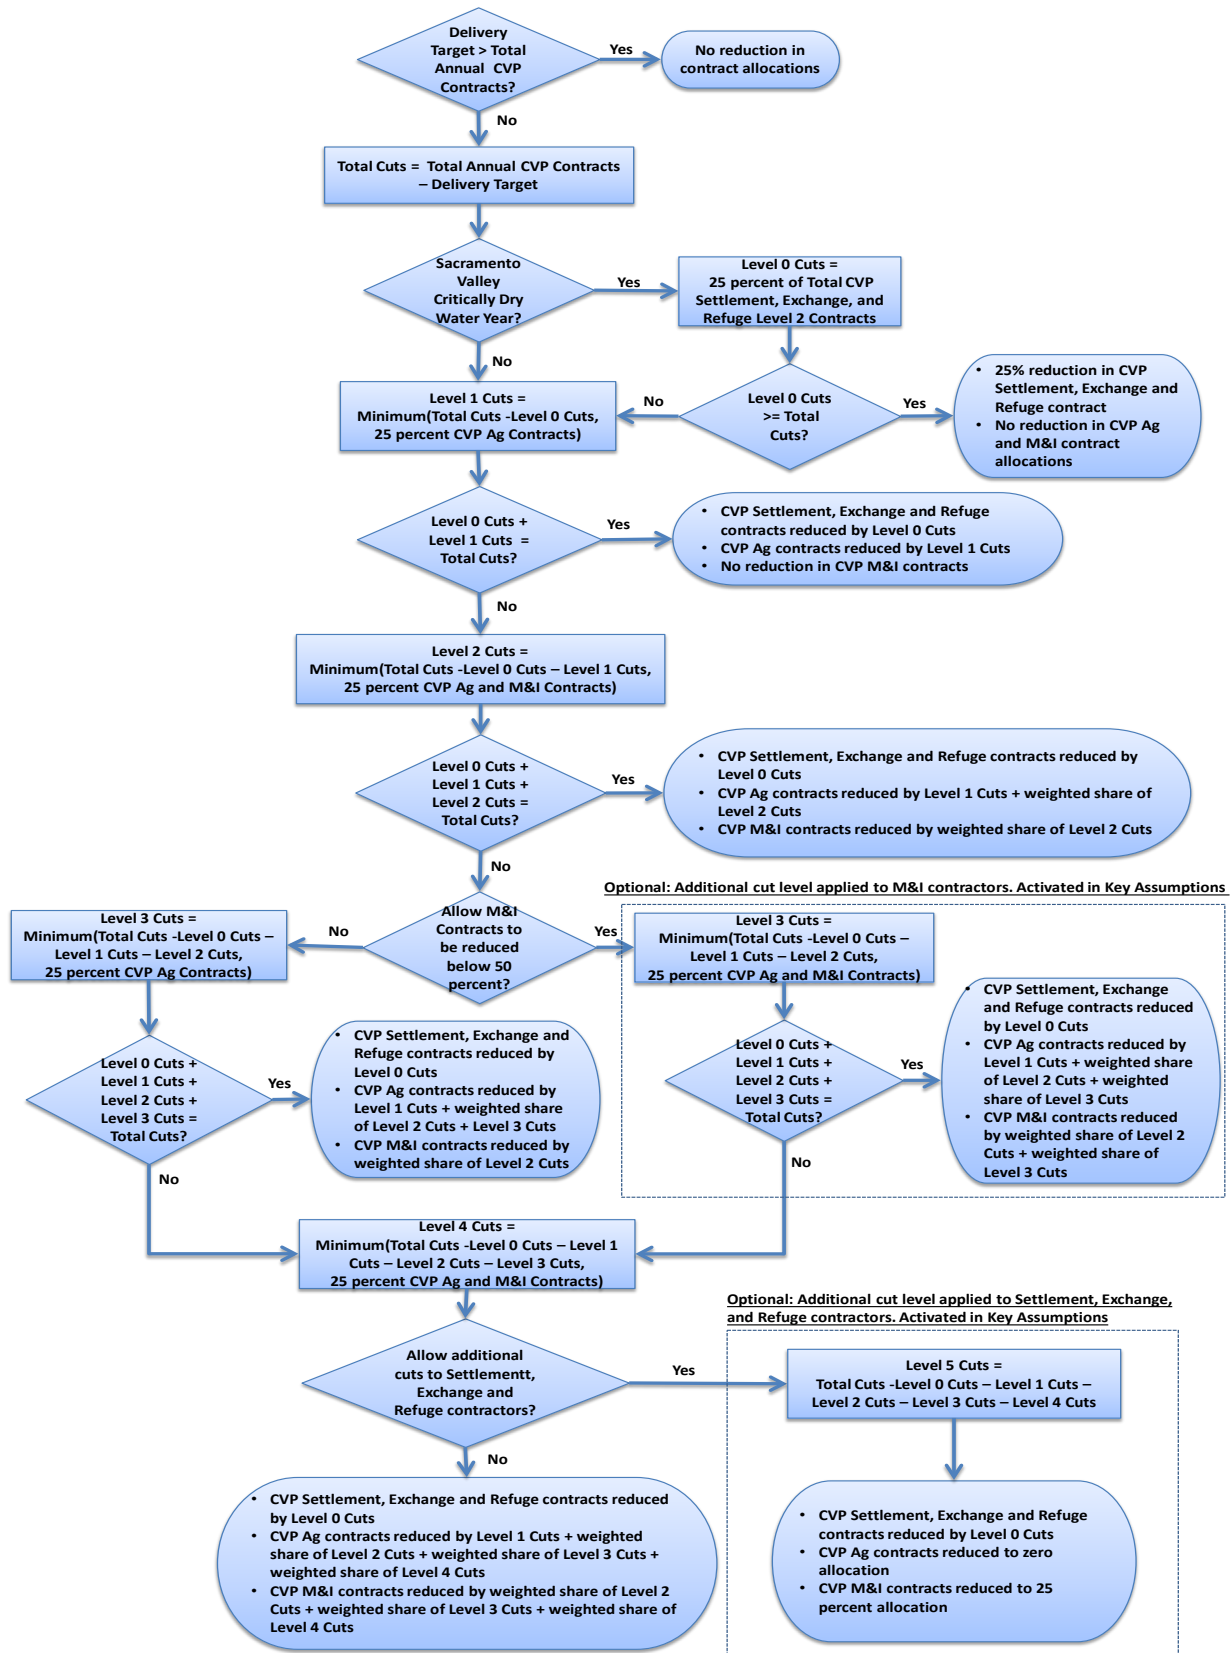 Delivery
Target > Total
Annual CVP
Contracts?
Yes
No reduction in
contract allocations
No
Total Cuts = Total Annual CVP Contracts
– Delivery Target
Sacramento
Valley
Critically Dry
Water Year?
Yes
Level 0 Cuts =
25 percent of Total CVP
Settlement, Exchange, and
Refuge Level 2 Contracts
No
Level 1 Cuts =
Minimum(Total Cuts -Level 0 Cuts,
25 percent CVP Ag Contracts)
No
Level 0 Cuts
>= Total
Cuts?
Yes
• 25% reduction in CVP
Settlement, Exchange and
Refuge contract
• No reduction in CVP Ag
and M&I contract
allocations
Level 0 Cuts +
Level 1 Cuts =
Total Cuts?
Yes
• CVP Settlement, Exchange and Refuge
contracts reduced by Level 0 Cuts
• CVP Ag contracts reduced by Level 1 Cuts
• No reduction in CVP M&I contracts
No
Level 2 Cuts =
Minimum(Total Cuts -Level 0 Cuts – Level 1 Cuts,
25 percent CVP Ag and M&I Contracts)
Level 0 Cuts +
Level 1 Cuts +
Level 2 Cuts =
Total Cuts?
Yes
• CVP Settlement, Exchange and Refuge contracts reduced by
Level 0 Cuts
• CVP Ag contracts reduced by Level 1 Cuts + weighted share of
Level 2 Cuts
• CVP M&I contracts reduced by weighted share of Level 2 Cuts
No
Optional: Additional cut level applied to M&I contractors. Activated in Key Assumptions
Level 3 Cuts =
Minimum(Total Cuts -Level 0 Cuts –
Level 1 Cuts – Level 2 Cuts,
25 percent CVP Ag Contracts)
No
Allow M&I
Contracts to
be reduced
below 50
percent?
Yes
Level 3 Cuts =
Minimum(Total Cuts -Level 0 Cuts –
Level 1 Cuts – Level 2 Cuts,
25 percent CVP Ag and M&I Contracts)
Level 0 Cuts +
Level 1 Cuts +
Level 2 Cuts +
Level 3 Cuts =
Total Cuts?
Yes
• CVP Settlement, Exchange and
Refuge contracts reduced by
Level 0 Cuts
• CVP Ag contracts reduced by
Level 1 Cuts + weighted share
of Level 2 Cuts + Level 3 Cuts
• CVP M&I contracts reduced by
weighted share of Level 2 Cuts
Level 0 Cuts +
Level 1 Cuts +
Level 2 Cuts +
Level 3 Cuts =
Total Cuts?
Yes
• CVP Settlement, Exchange
and Refuge contracts reduced
by Level 0 Cuts
• CVP Ag contracts reduced by
Level 1 Cuts + weighted share
of Level 2 Cuts + weighted
share of Level 3 Cuts
• CVP M&I contracts reduced
by weighted share of Level 2
Cuts + weighted share of
Level 3 Cuts
No
No
Level 4 Cuts =
Minimum(Total Cuts -Level 0 Cuts – Level 1
Cuts – Level 2 Cuts – Level 3 Cuts,
25 percent CVP Ag and M&I Contracts)
Optional: Additional cut level applied to Settlement, Exchange,
and Refuge contractors. Activated in Key Assumptions
Allow additional
cuts to Settlementt,
Exchange and
Refuge contractors?
Yes
Level 5 Cuts =
Total Cuts -Level 0 Cuts – Level 1 Cuts –
Level 2 Cuts – Level 3 Cuts – Level 4 Cuts
No
• CVP Settlement, Exchange and Refuge contracts reduced
by Level 0 Cuts
• CVP Ag contracts reduced by Level 1 Cuts + weighted
share of Level 2 Cuts + weighted share of Level 3 Cuts +
weighted share of Level 4 Cuts
• CVP M&I contracts reduced by weighted share of Level 2
Cuts + weighted share of Level 3 Cuts + weighted share of
Level 4 Cuts
• CVP Settlement, Exchange and Refuge
contracts reduced by Level 0 Cuts
• CVP Ag contracts reduced to zero
allocation
• CVP M&I contracts reduced to 25
percent allocation